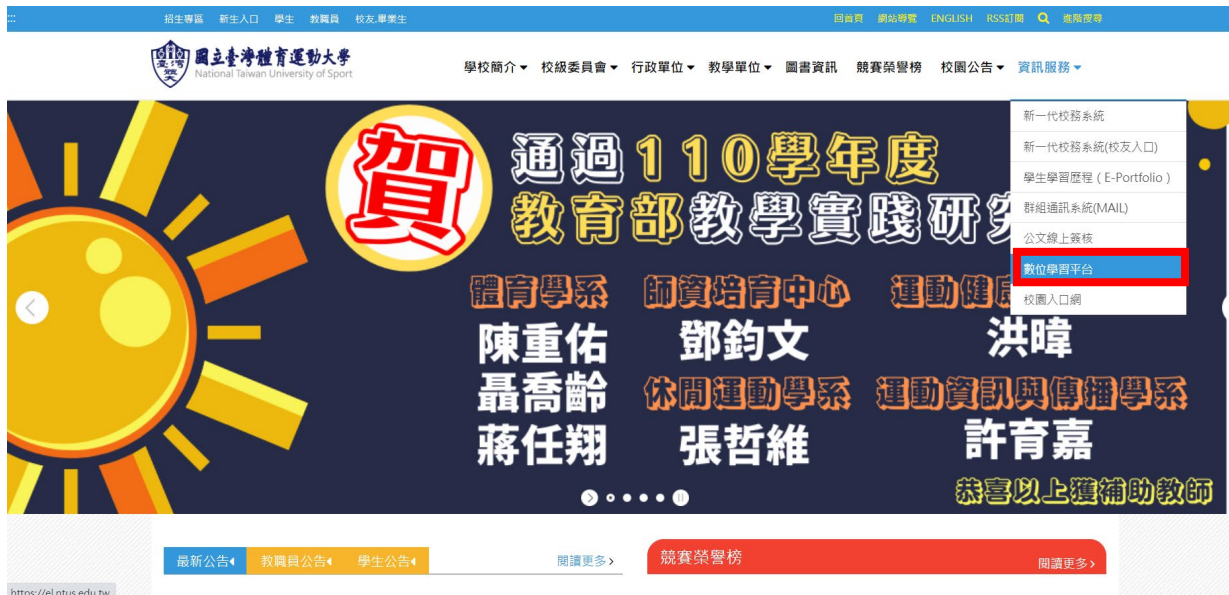 :::
招生專區 新生入口 學生 教職員 校友.畢業生 回首頁 網站導覽 ENGLISH RSS訂閱 進階搜尋
國立臺灣體育運動大學
National Taiwan University of Sport
學校簡介 校級委員會 行政單位 教學單位 圖書資訊 競賽榮譽榜 校園公告 資訊服務
新一代校務系統
新一代校務系統(校友入口)
學生學習歷程(E-Portfolio)
群組通訊系統(MAIL)
公文線上簽核
數位學習平台
校園入口網
賀
通過110學年度
教育部教學實踐研究
體育學系 師資培育中心 運動健康
陳重佑 鄧鈞文 洪暐
聶喬齡 休閒運動學系 運動資訊與傳播學系
蔣任翔 張哲維 許育嘉
恭喜以上獲補助教師
最新公告 教職員公告 學生公告 閱讀更多 競賽榮譽榜 閱讀更多
https://el.ntus.edu.tw